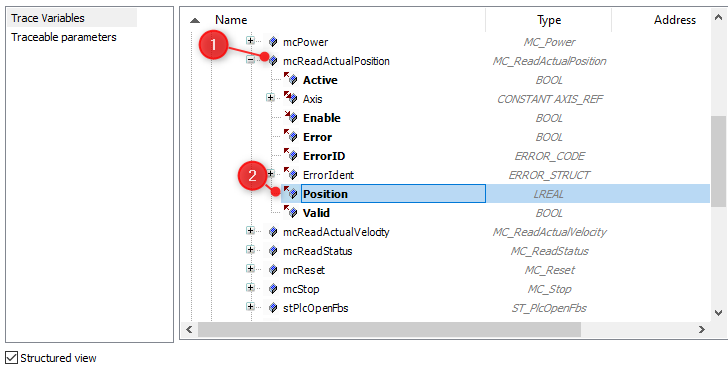 Trace Variables
Traceable parameters
Structured view
Name Type Address
mcPower MC_Power
1
mcReadActualPosition MC_ReadActualPosition
Active BOOL
Axis CONSTANT AXIS_REF
Enable BOOL
Error BOOL
ErrorID ERROR_CODE
ErrorIdent ERROR_STRUCT
2
Position LREAL
Valid BOOL
mcReadActualVelocity MC_ReadActualVelocity
mcReadStatus MC_ReadStatus
mcReset MC_Reset
mcStop MC_Stop
stPlcOpenFbs ST_PlcOpenFbs